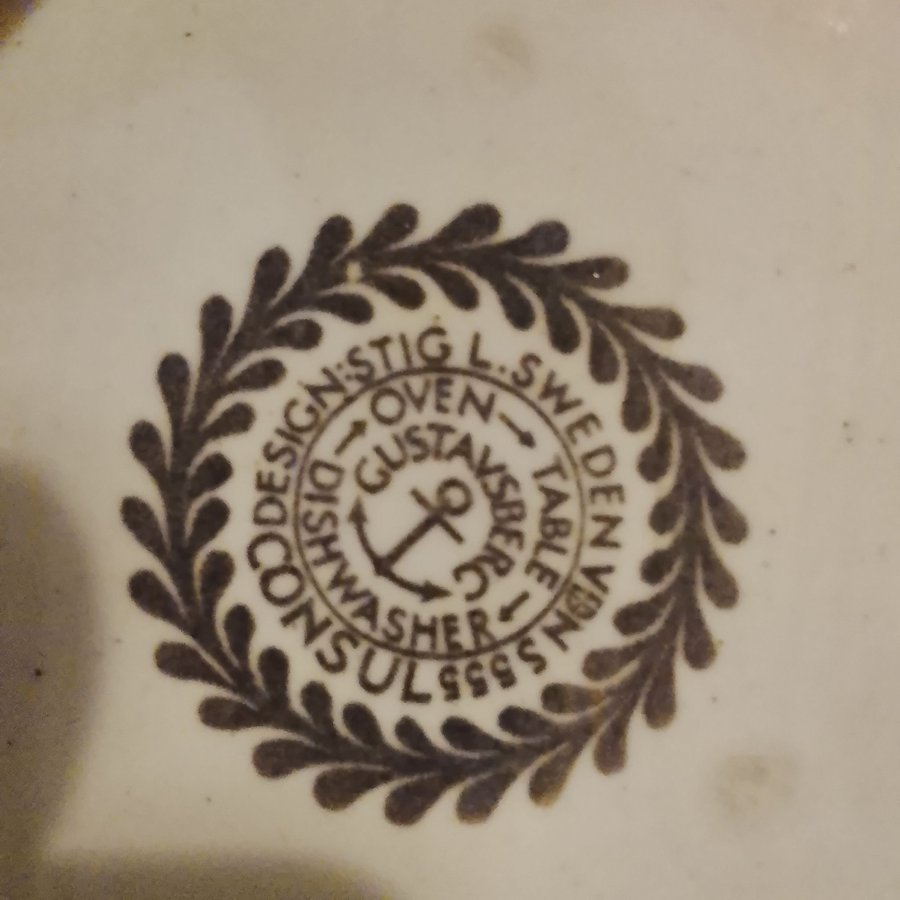 CONSUL
DESIGN: STIG L. SWEDEN
5555
OVEN → TABLE → DISHWASHER →
GUSTAVSBERG